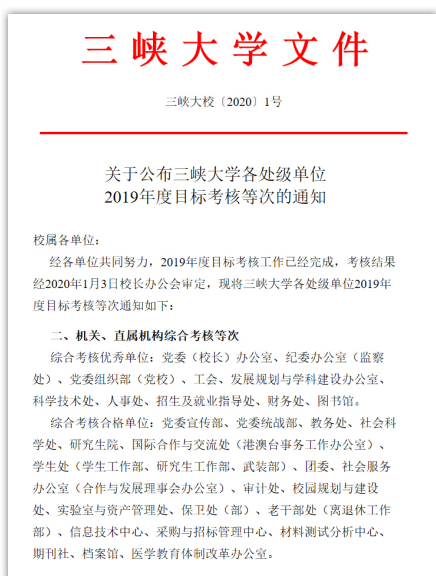 三峡大学文件
三峡大校〔2020〕1号
关于公布三峡大学各处级单位
2019年度目标考核等次的通知
校属各单位：
经各单位共同努力，2019年度目标考核工作已经完成，考核结果
经2020年1月3日校长办公会审定，现将三峡大学各处级单位2019年
度目标考核等次通知如下：
二、机关、直属机构综合考核等次
综合考核优秀单位：党委（校长）办公室、纪委办公室（监察
处）、党委组织部（党校）、工会、发展规划与学科建设办公室、
科学技术处、人事处、招生及就业指导处、财务处、图书馆。
综合考核合格单位：党委宣传部、党委统战部、教务处、社会科
学处、研究生院、国际合作与交流处（港澳台事务工作办公室）、
学生处（学生工作部、研究生工作部、武装部）、团委、社会服务
办公室（合作与发展理事会办公室）、审计处、校园规划与建设
处、实验室与资产管理处、保卫处（部）、老干部处（离退休工作
部）、信息技术中心、采购与招标管理中心、材料测试分析中心、
期刊社、档案馆、医学教育体制改革办公室。